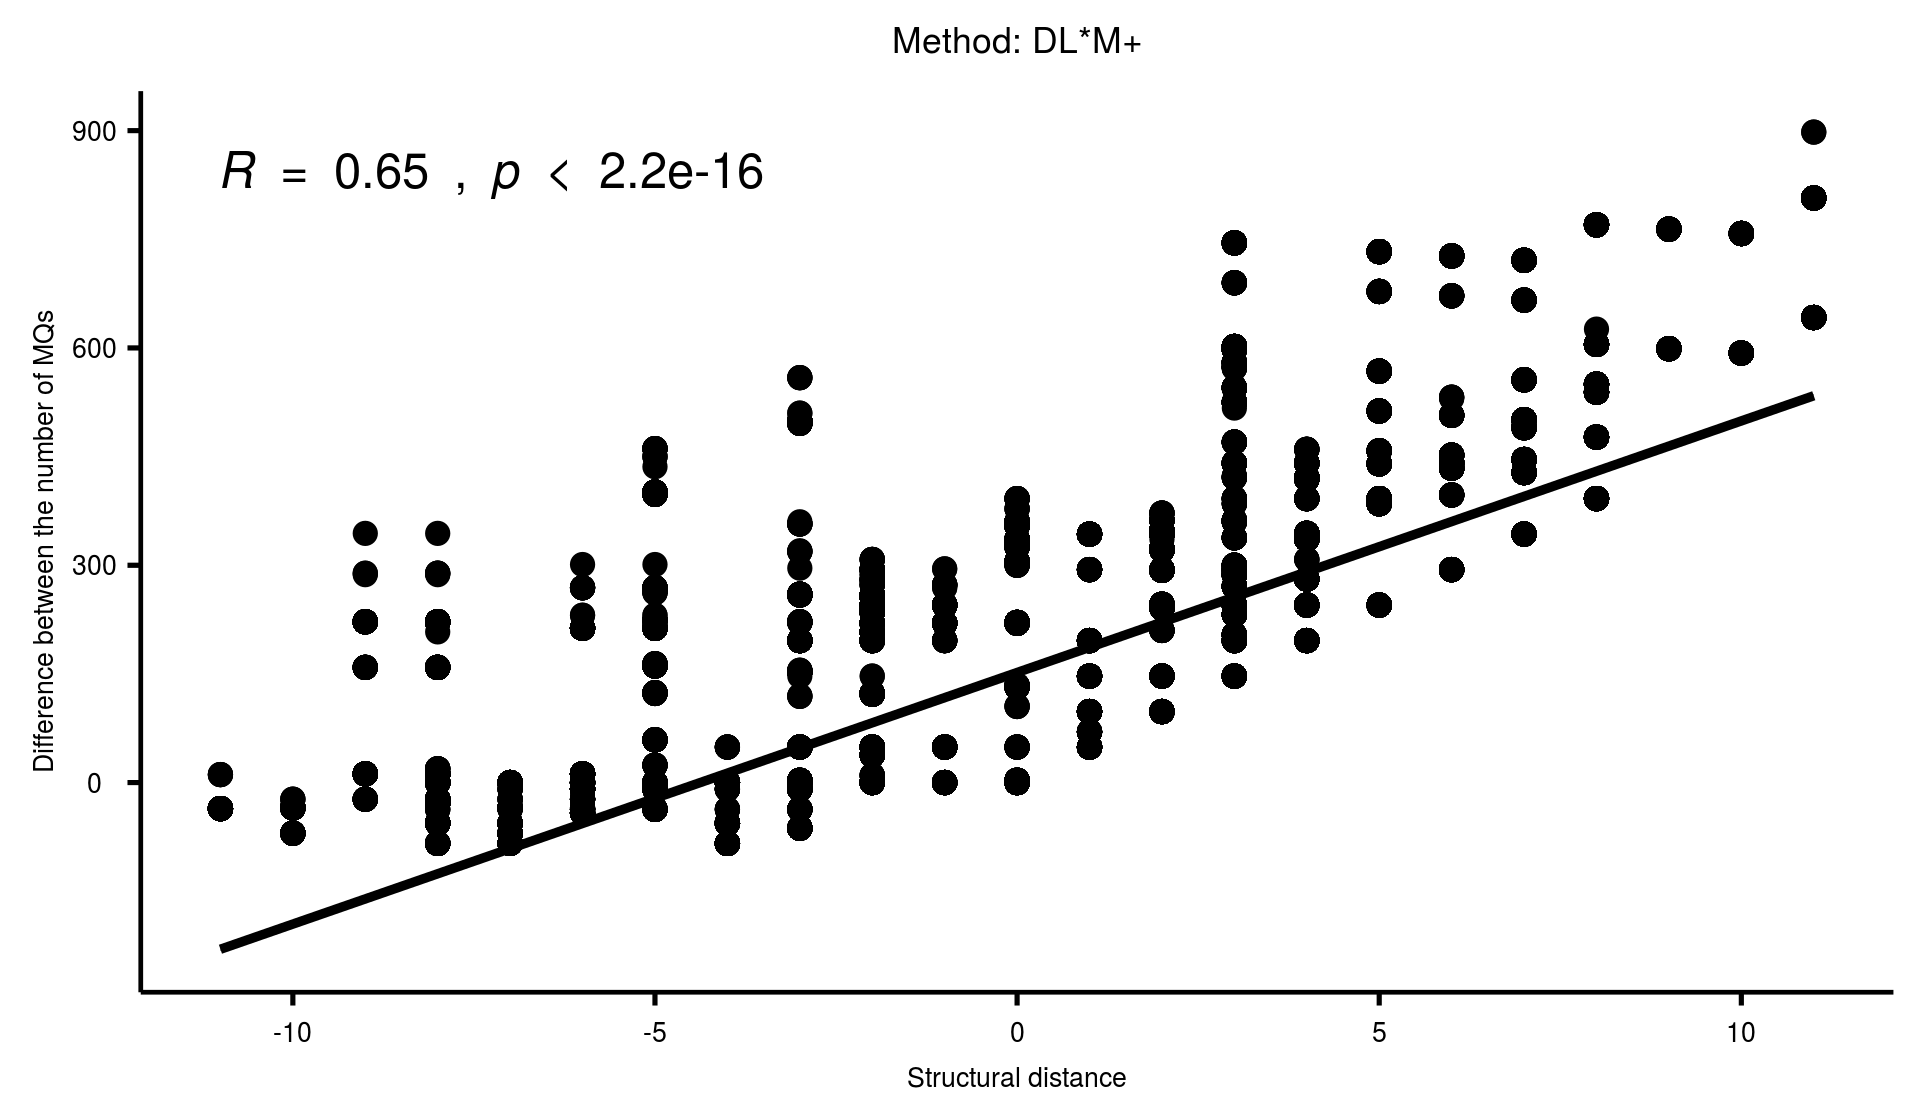 Method: DL*M+
R = 0.65 , p < 2.2e-16
Difference between the number of MQs
900
600
300
0
-10
-5
0
5
10
Structural distance